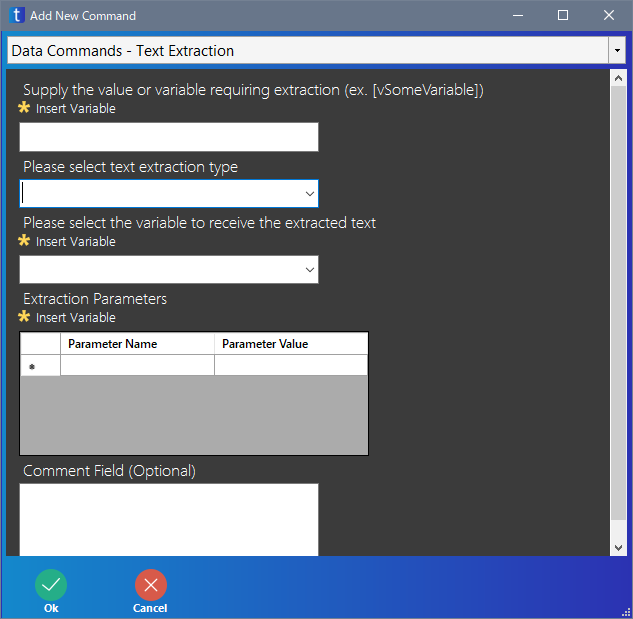 t Add New Command
Data Commands - Text Extraction
Supply the value or variable requiring extraction (ex. [vSomeVariable])
Insert Variable
Please select text extraction type
Please select the variable to receive the extracted text
Insert Variable
Extraction Parameters
Insert Variable
Parameter Name Parameter Value
Comment Field (Optional)
Ok Cancel